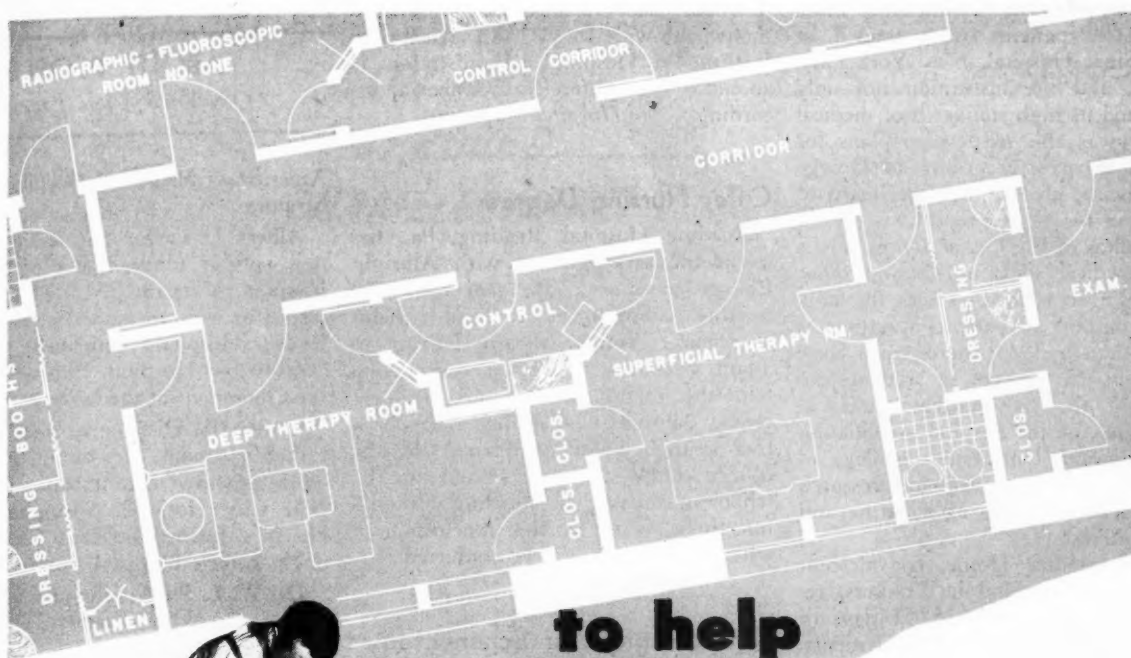 RADIOGRAPHIC - FLUOROSCOPIC
ROOM NO. ONE
CONTROL CORRIDOR
CORRIDOR
CONTROL
SUPERFICIAL THERAPY RM.
DRESSING
EXAM.
DEEP THERAPY ROOM
CLOS.
CLOS.
CLOS.
BOOTHS
DRESSING
LINEN
to help